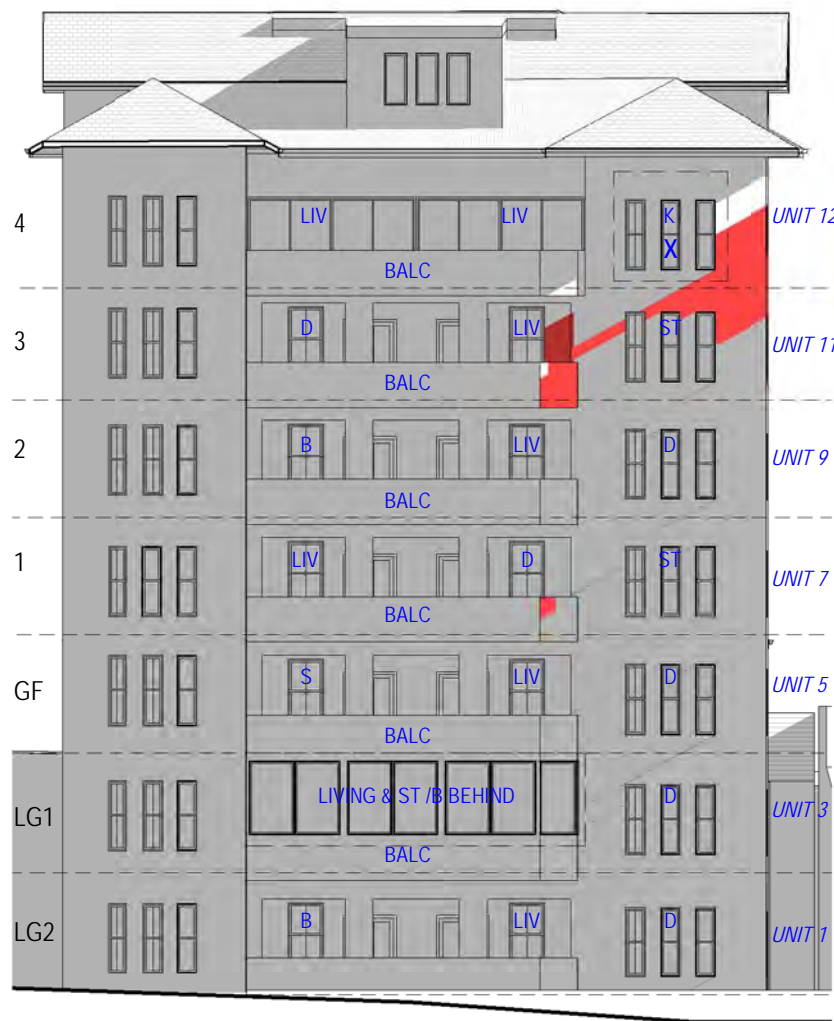 4 LIV LIV K UNIT 12
X
BALC
3 D LIV ST UNIT 11
BALC
2 B LIV D UNIT 9
BALC
1 LIV D ST UNIT 7
BALC
GF S LIV D UNIT 5
BALC
LG1 LIVING & ST /B BEHIND D UNIT 3
BALC
LG2 B LIV D UNIT 1